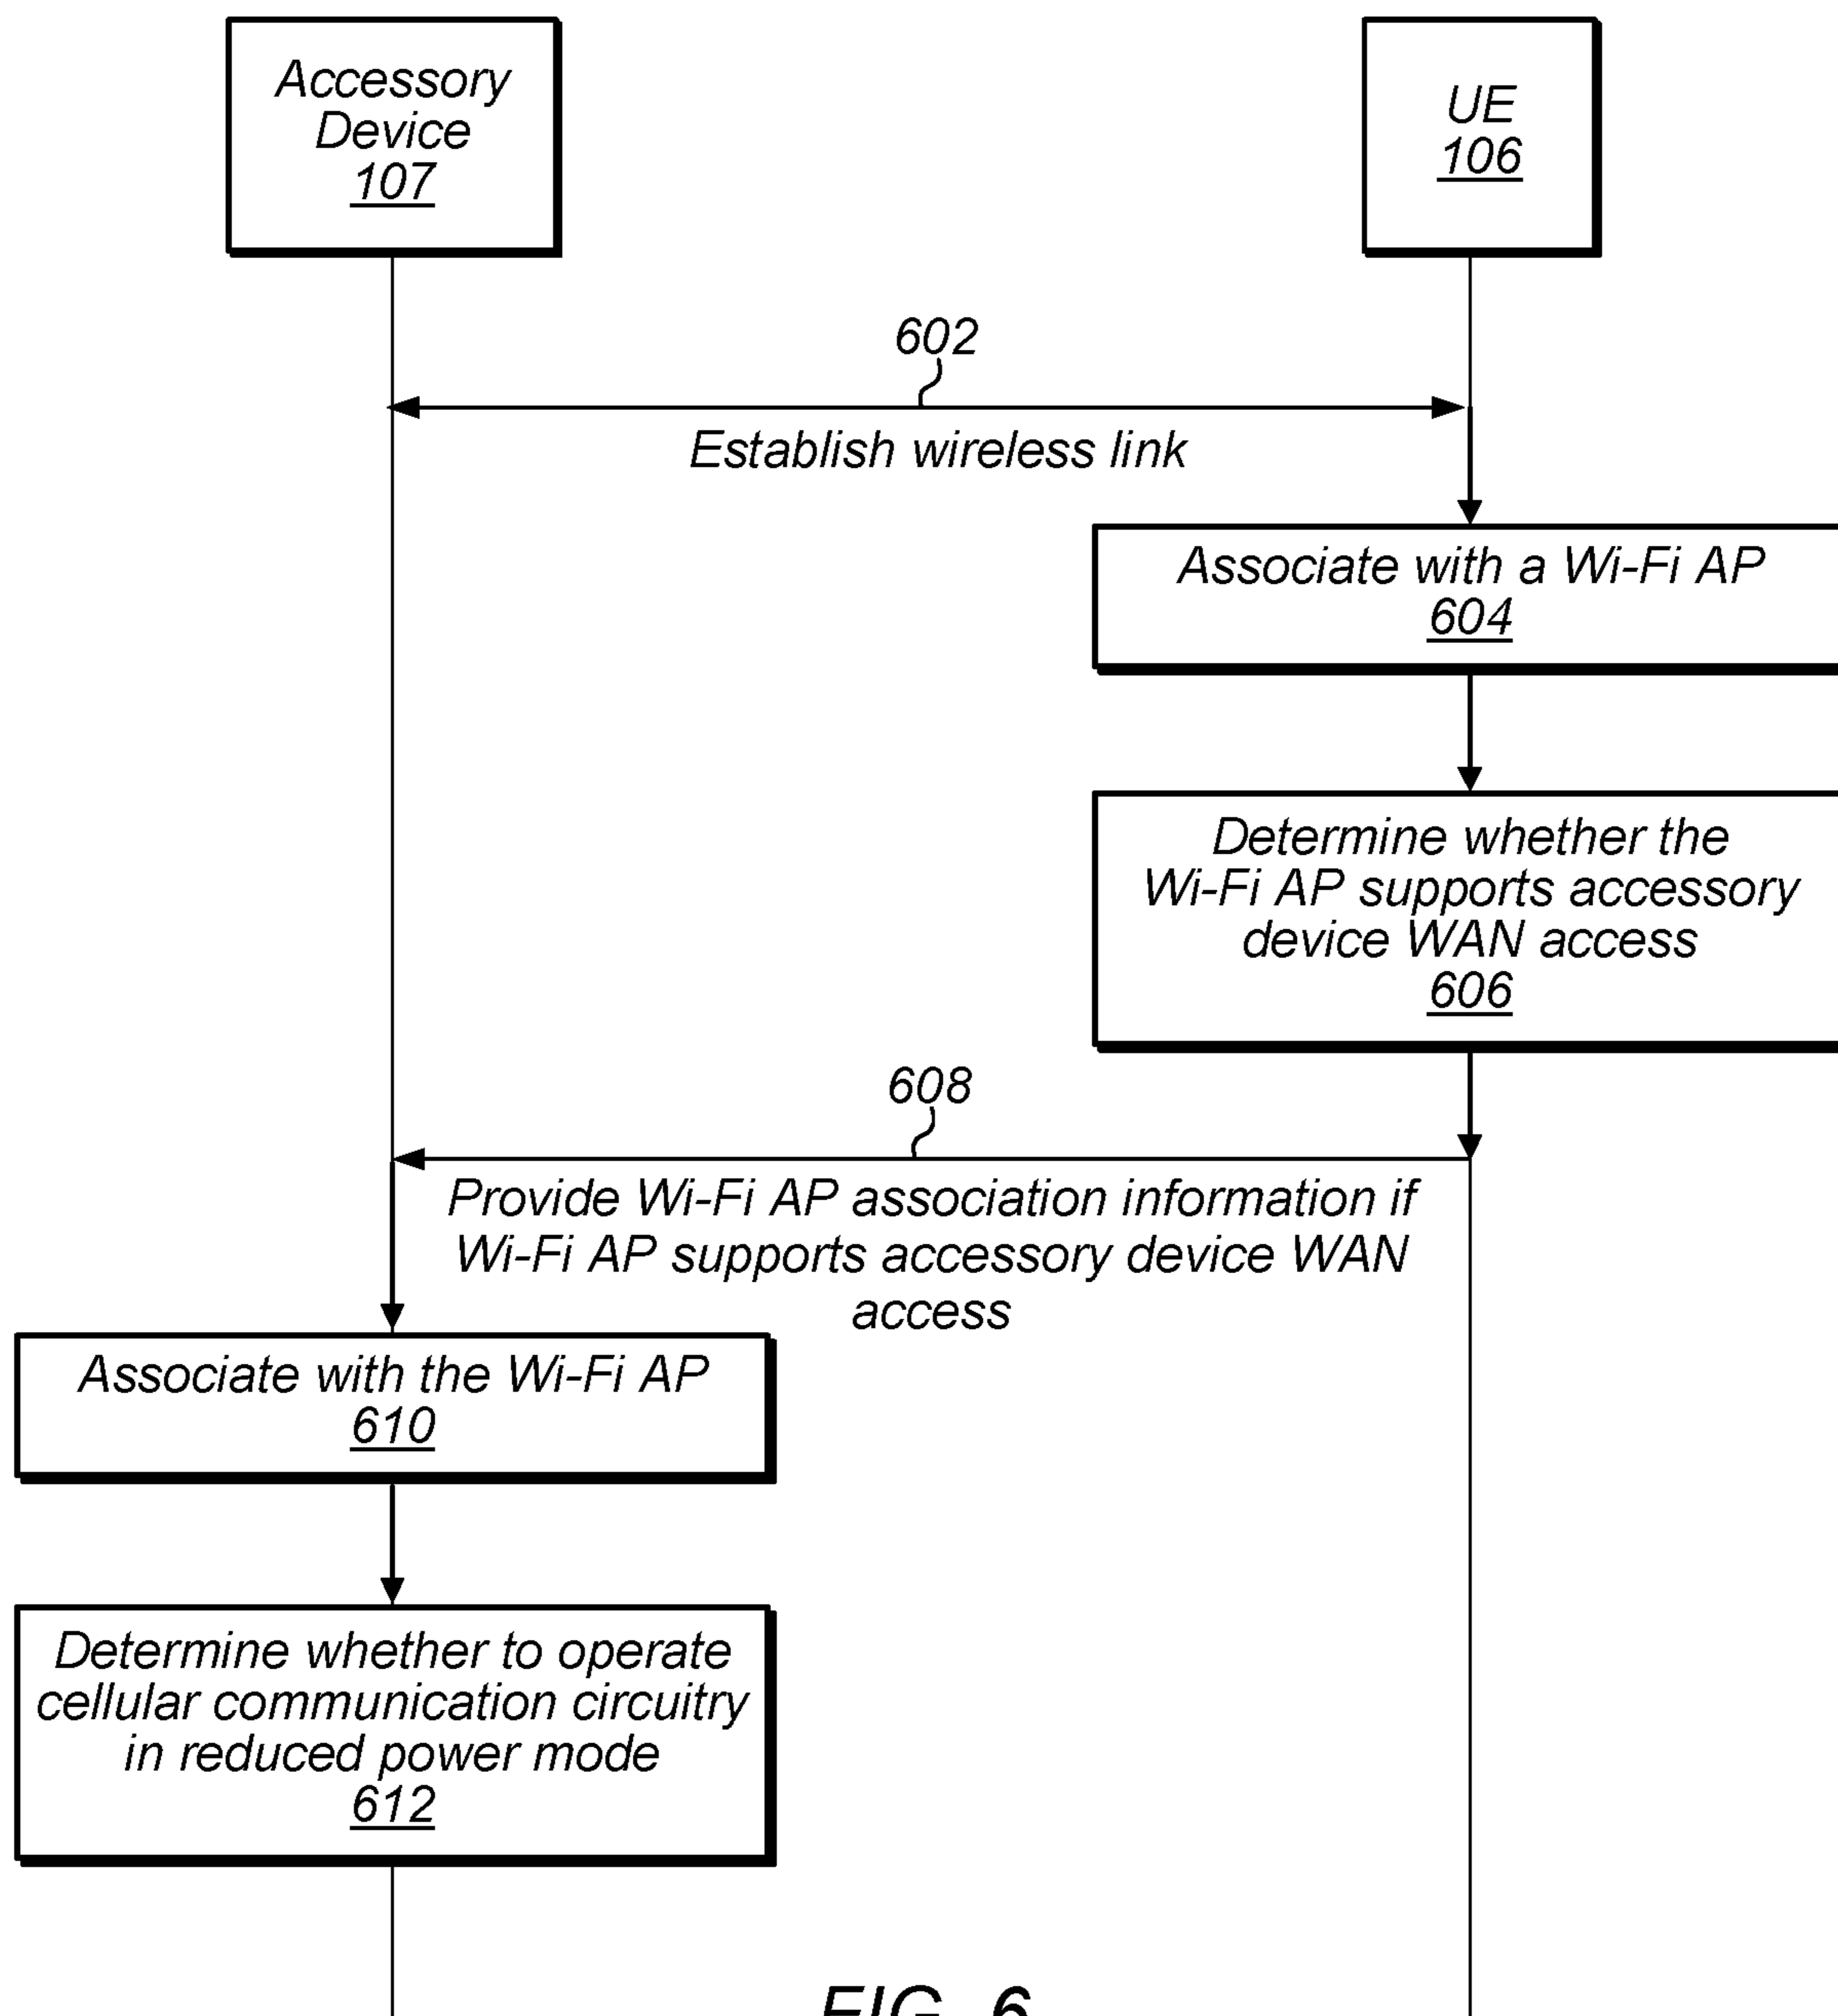 Accessory
Device
107
UE
106
602
Establish wireless link
Associate with a Wi-Fi AP
604
Determine whether the
Wi-Fi AP supports accessory
device WAN access
606
608
Provide Wi-Fi AP association information if
Wi-Fi AP supports accessory device WAN
access
Associate with the Wi-Fi AP
610
Determine whether to operate
cellular communication circuitry
in reduced power mode
612
FIG. 6